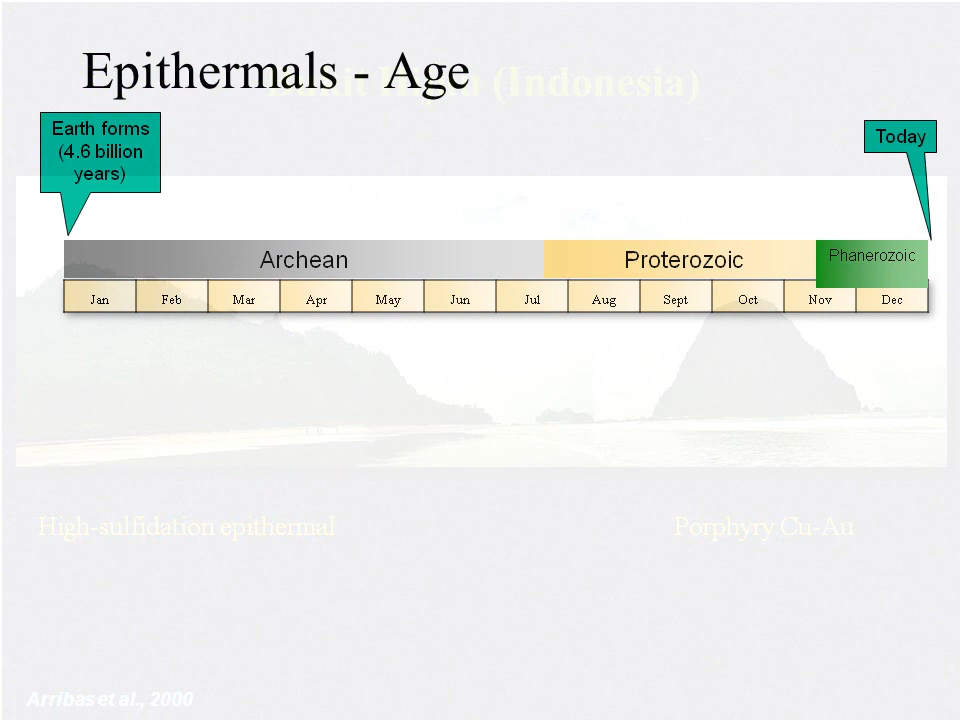 Epithermals - Age
(Indonesia)
Earth forms
(4.6 billion
years)
Today
Archean
Proterozoic
Phanerozoic
Jan
Feb
Mar
Apr
May
Jun
Jul
Aug
Sept
Oct
Nov
Dec
High-sulfidation epithermal
Porphyry Cu-Au
Arribas et al., 2000